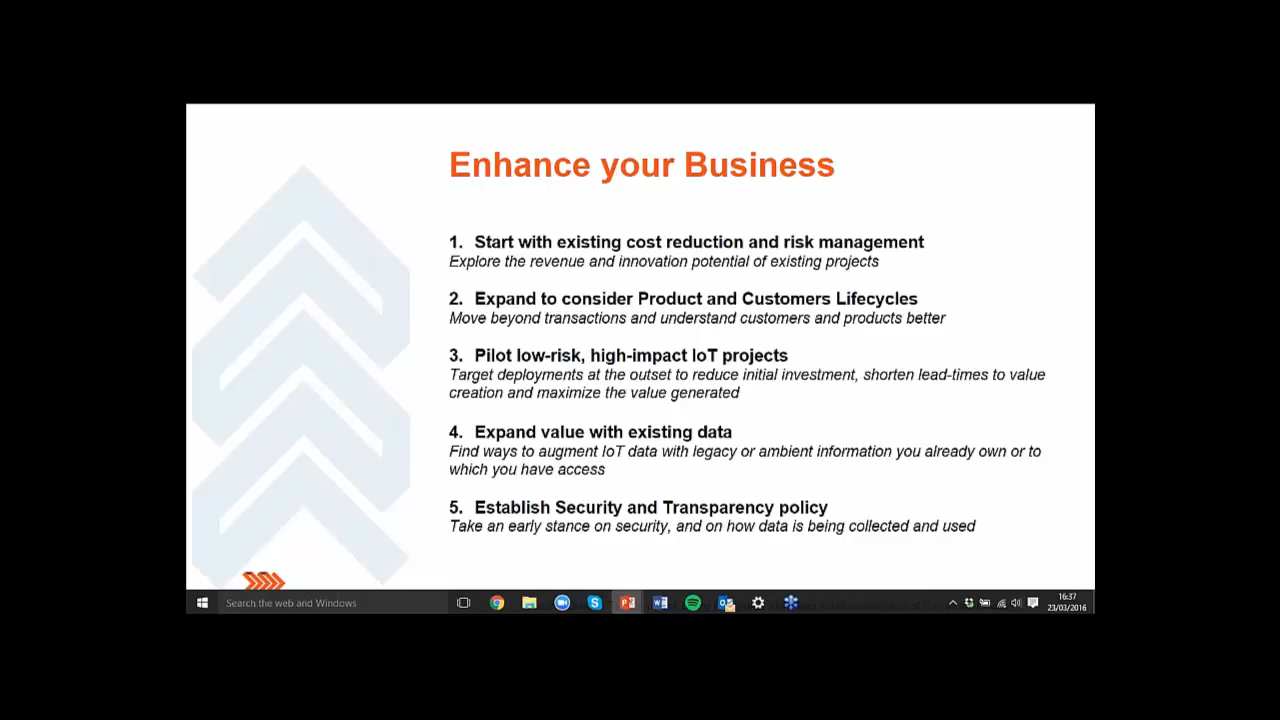 Enhance your Business
1. Start with existing cost reduction and risk management
Explore the revenue and innovation potential of existing projects
2. Expand to consider Product and Customers Lifecycles
Move beyond transactions and understand customers and products better
3. Pilot low-risk, high-impact IoT projects
Target deployments at the outset to reduce initial investment, shorten lead-times to value
creation and maximize the value generated
4. Expand value with existing data
Find ways to augment IoT data with legacy or ambient information you already own or to
which you have access
5. Establish Security and Transparency policy
Take an early stance on security, and on how data is being collected and used
Search the web and Windows
16:37
23/03/2016